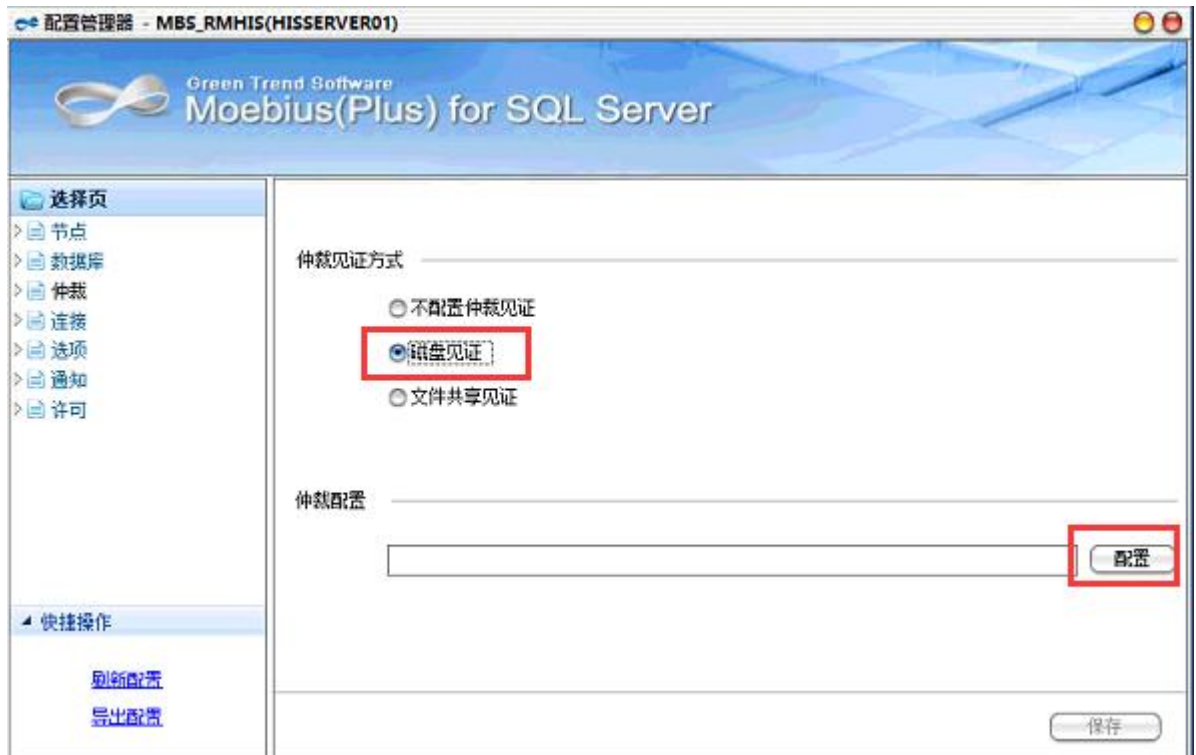 配置管理器 - MBS_RMHIS(HISSERVER01)
Green Trend Software
Moebius(Plus) for SQL Server
选择页
节点
数据库
仲裁
连接
选项
通知
许可
仲裁见证方式
不配置仲裁见证
磁盘见证
文件共享见证
仲裁配置
配置
快捷操作
刷新配置
导出配置
保存